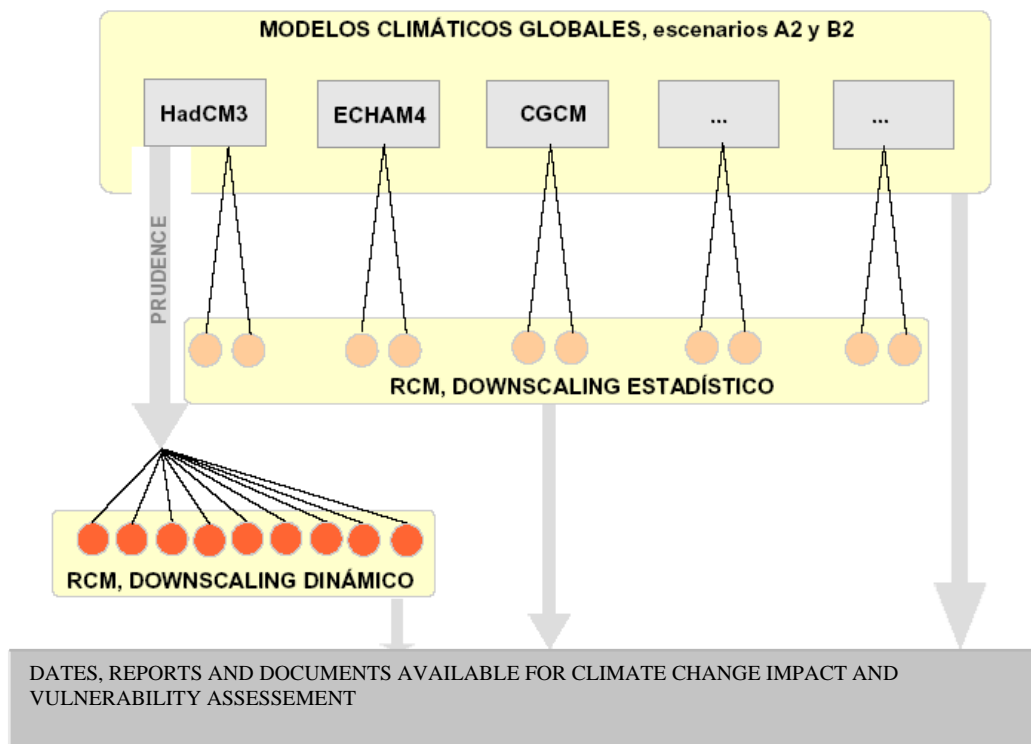 MODELOS CLIMÁTICOS GLOBALES, escenarios A2 y B2
HadCM3
ECHAM4
CGCM
...
...
PRUDENCE
RCM, DOWNSCALING ESTADÍSTICO
RCM, DOWNSCALING DINÁMICO
DATES, REPORTS AND DOCUMENTS AVAILABLE FOR CLIMATE CHANGE IMPACT AND
VULNERABILITY ASSESSEMENT